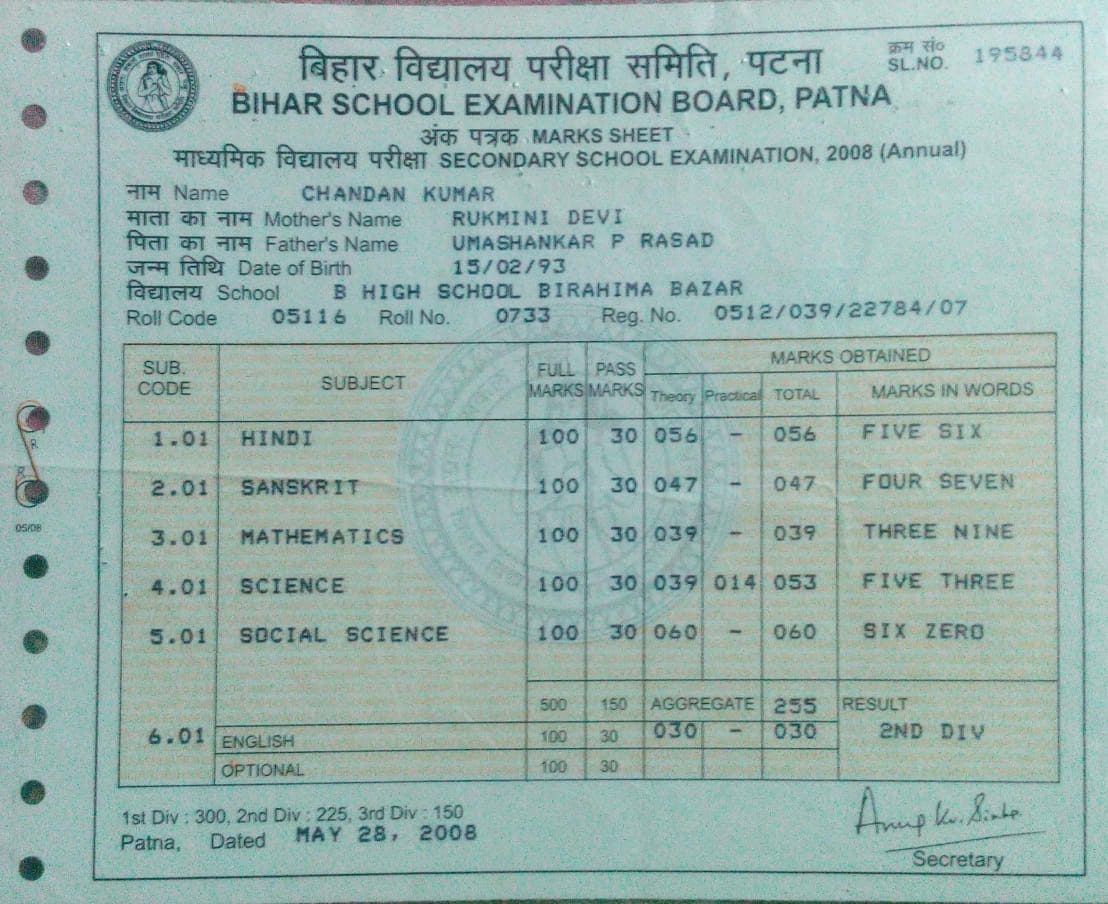 क्रम सं०
SL.NO. 195844
बिहार विद्यालय परीक्षा समिति, पटना
BIHAR SCHOOL EXAMINATION BOARD, PATNA
अंक पत्रक MARKS SHEET
माध्यमिक विद्यालय परीक्षा SECONDARY SCHOOL EXAMINATION, 2008 (Annual)
नाम Name CHANDAN KUMAR
माता का नाम Mother's Name RUKMINI DEVI
पिता का नाम Father's Name UMASHANKAR P RASAD
जन्म तिथि Date of Birth 15/02/93
विद्यालय School B HIGH SCHOOL BIRAHIMA BAZAR
Roll Code 05116 Roll No. 0733 Reg. No. 0512/039/22784/07
SUB. CODE SUBJECT FULL MARKS PASS MARKS MARKS OBTAINED
Theory Practical TOTAL MARKS IN WORDS
1.01 HINDI 100 30 056 - 056 FIVE SIX
2.01 SANSKRIT 100 30 047 - 047 FOUR SEVEN
3.01 MATHEMATICS 100 30 039 - 039 THREE NINE
4.01 SCIENCE 100 30 039 014 053 FIVE THREE
5.01 SOCIAL SCIENCE 100 30 060 - 060 SIX ZERO
500 150 AGGREGATE 255 RESULT
6.01 ENGLISH 100 30 030 - 030 2ND DIV
OPTIONAL 100 30
1st Div : 300, 2nd Div : 225, 3rd Div : 150
Patna, Dated MAY 28, 2008
Anup Kr. Sinha
Secretary
R
R
05/08